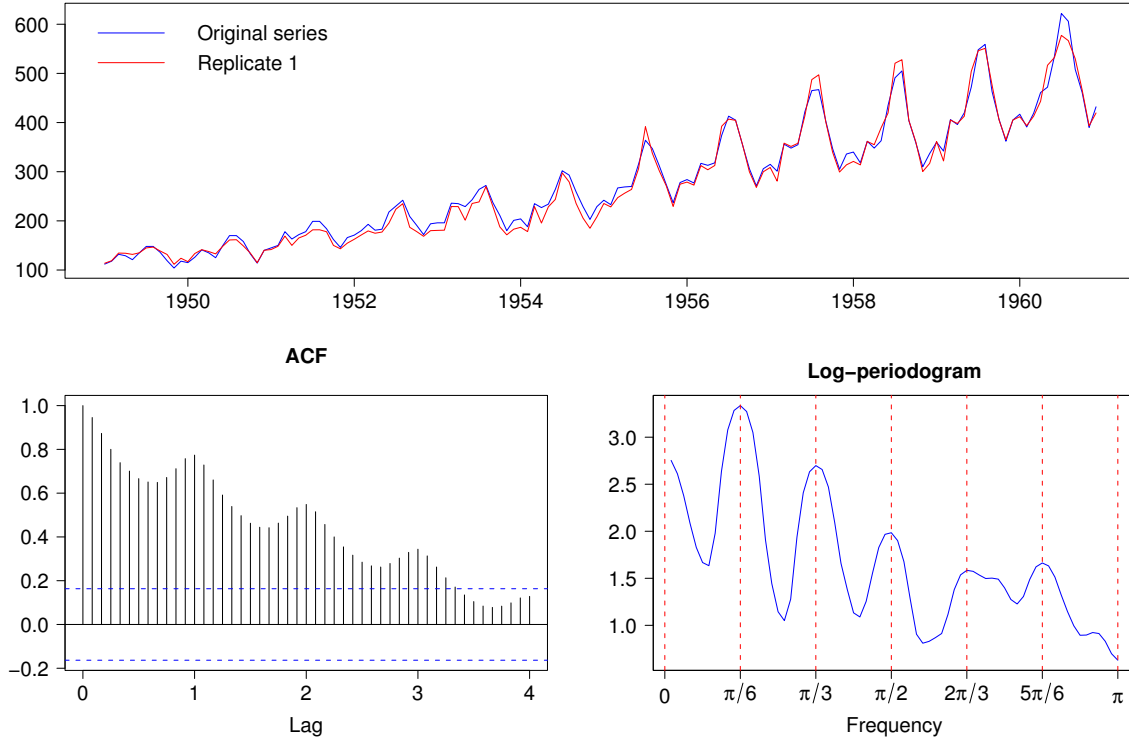 600
500
400
300
200
100
Original series
Replicate 1
1950
1952
1954
1956
1958
1960
ACF
1.0
0.8
0.6
0.4
0.2
0.0
−0.2
0
1
2
3
4
Lag
Log−periodogram
3.0
2.5
2.0
1.5
1.0
0
π/6
π/3
π/2
2π/3
5π/6
π
Frequency